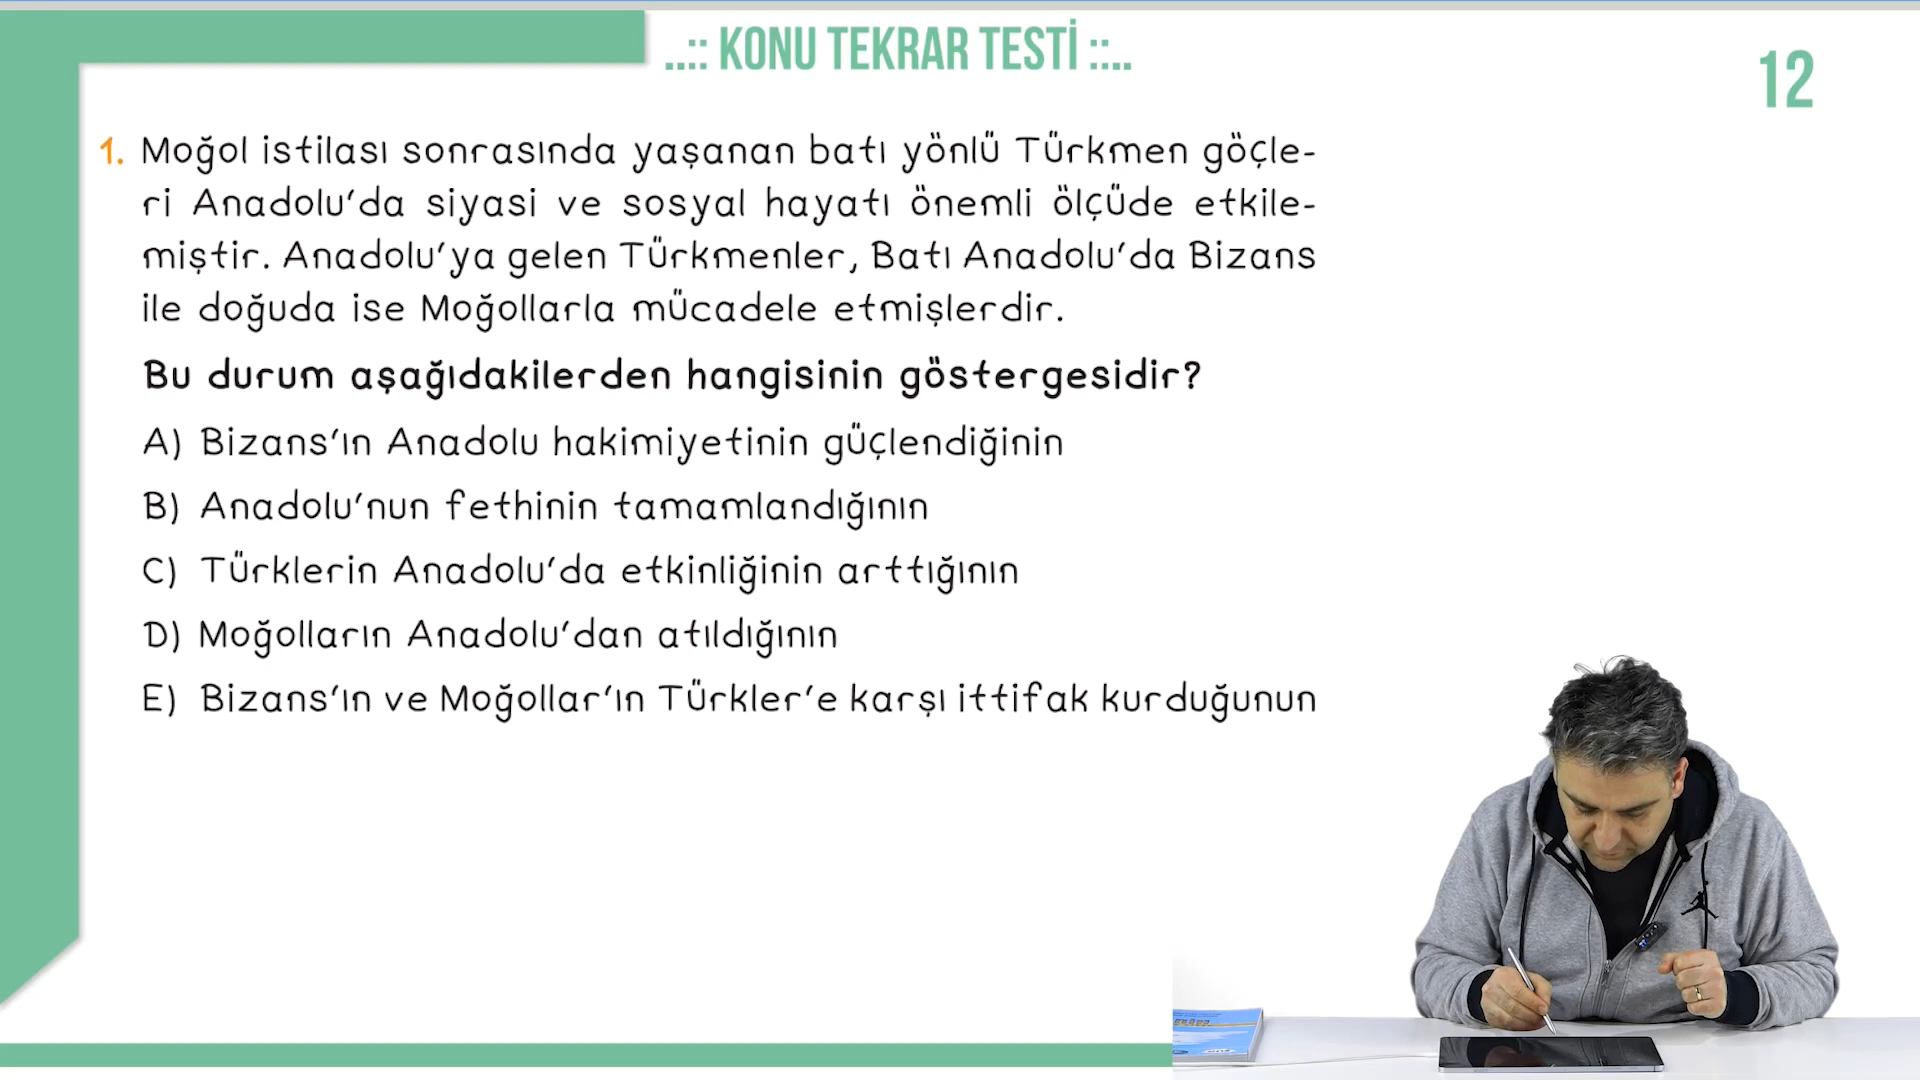 ..:: KONU TEKRAR TESTİ ::..
12
1. Moğol istilası sonrasında yaşanan batı yönlü Türkmen göçle-
ri Anadolu'da siyasi ve sosyal hayatı önemli ölçüde etkile-
miştir. Anadolu'ya gelen Türkmenler, Batı Anadolu'da Bizans
ile doğuda ise Moğollarla mücadele etmişlerdir.
Bu durum aşağıdakilerden hangisinin göstergesidir?
A) Bizans'ın Anadolu hakimiyetinin güçlendiğinin
B) Anadolu'nun fethinin tamamlandığının
C) Türklerin Anadolu'da etkinliğinin arttığının
D) Moğolların Anadolu'dan atıldığının
E) Bizans'ın ve Moğollar'ın Türkler'e karşı ittifak kurduğunun